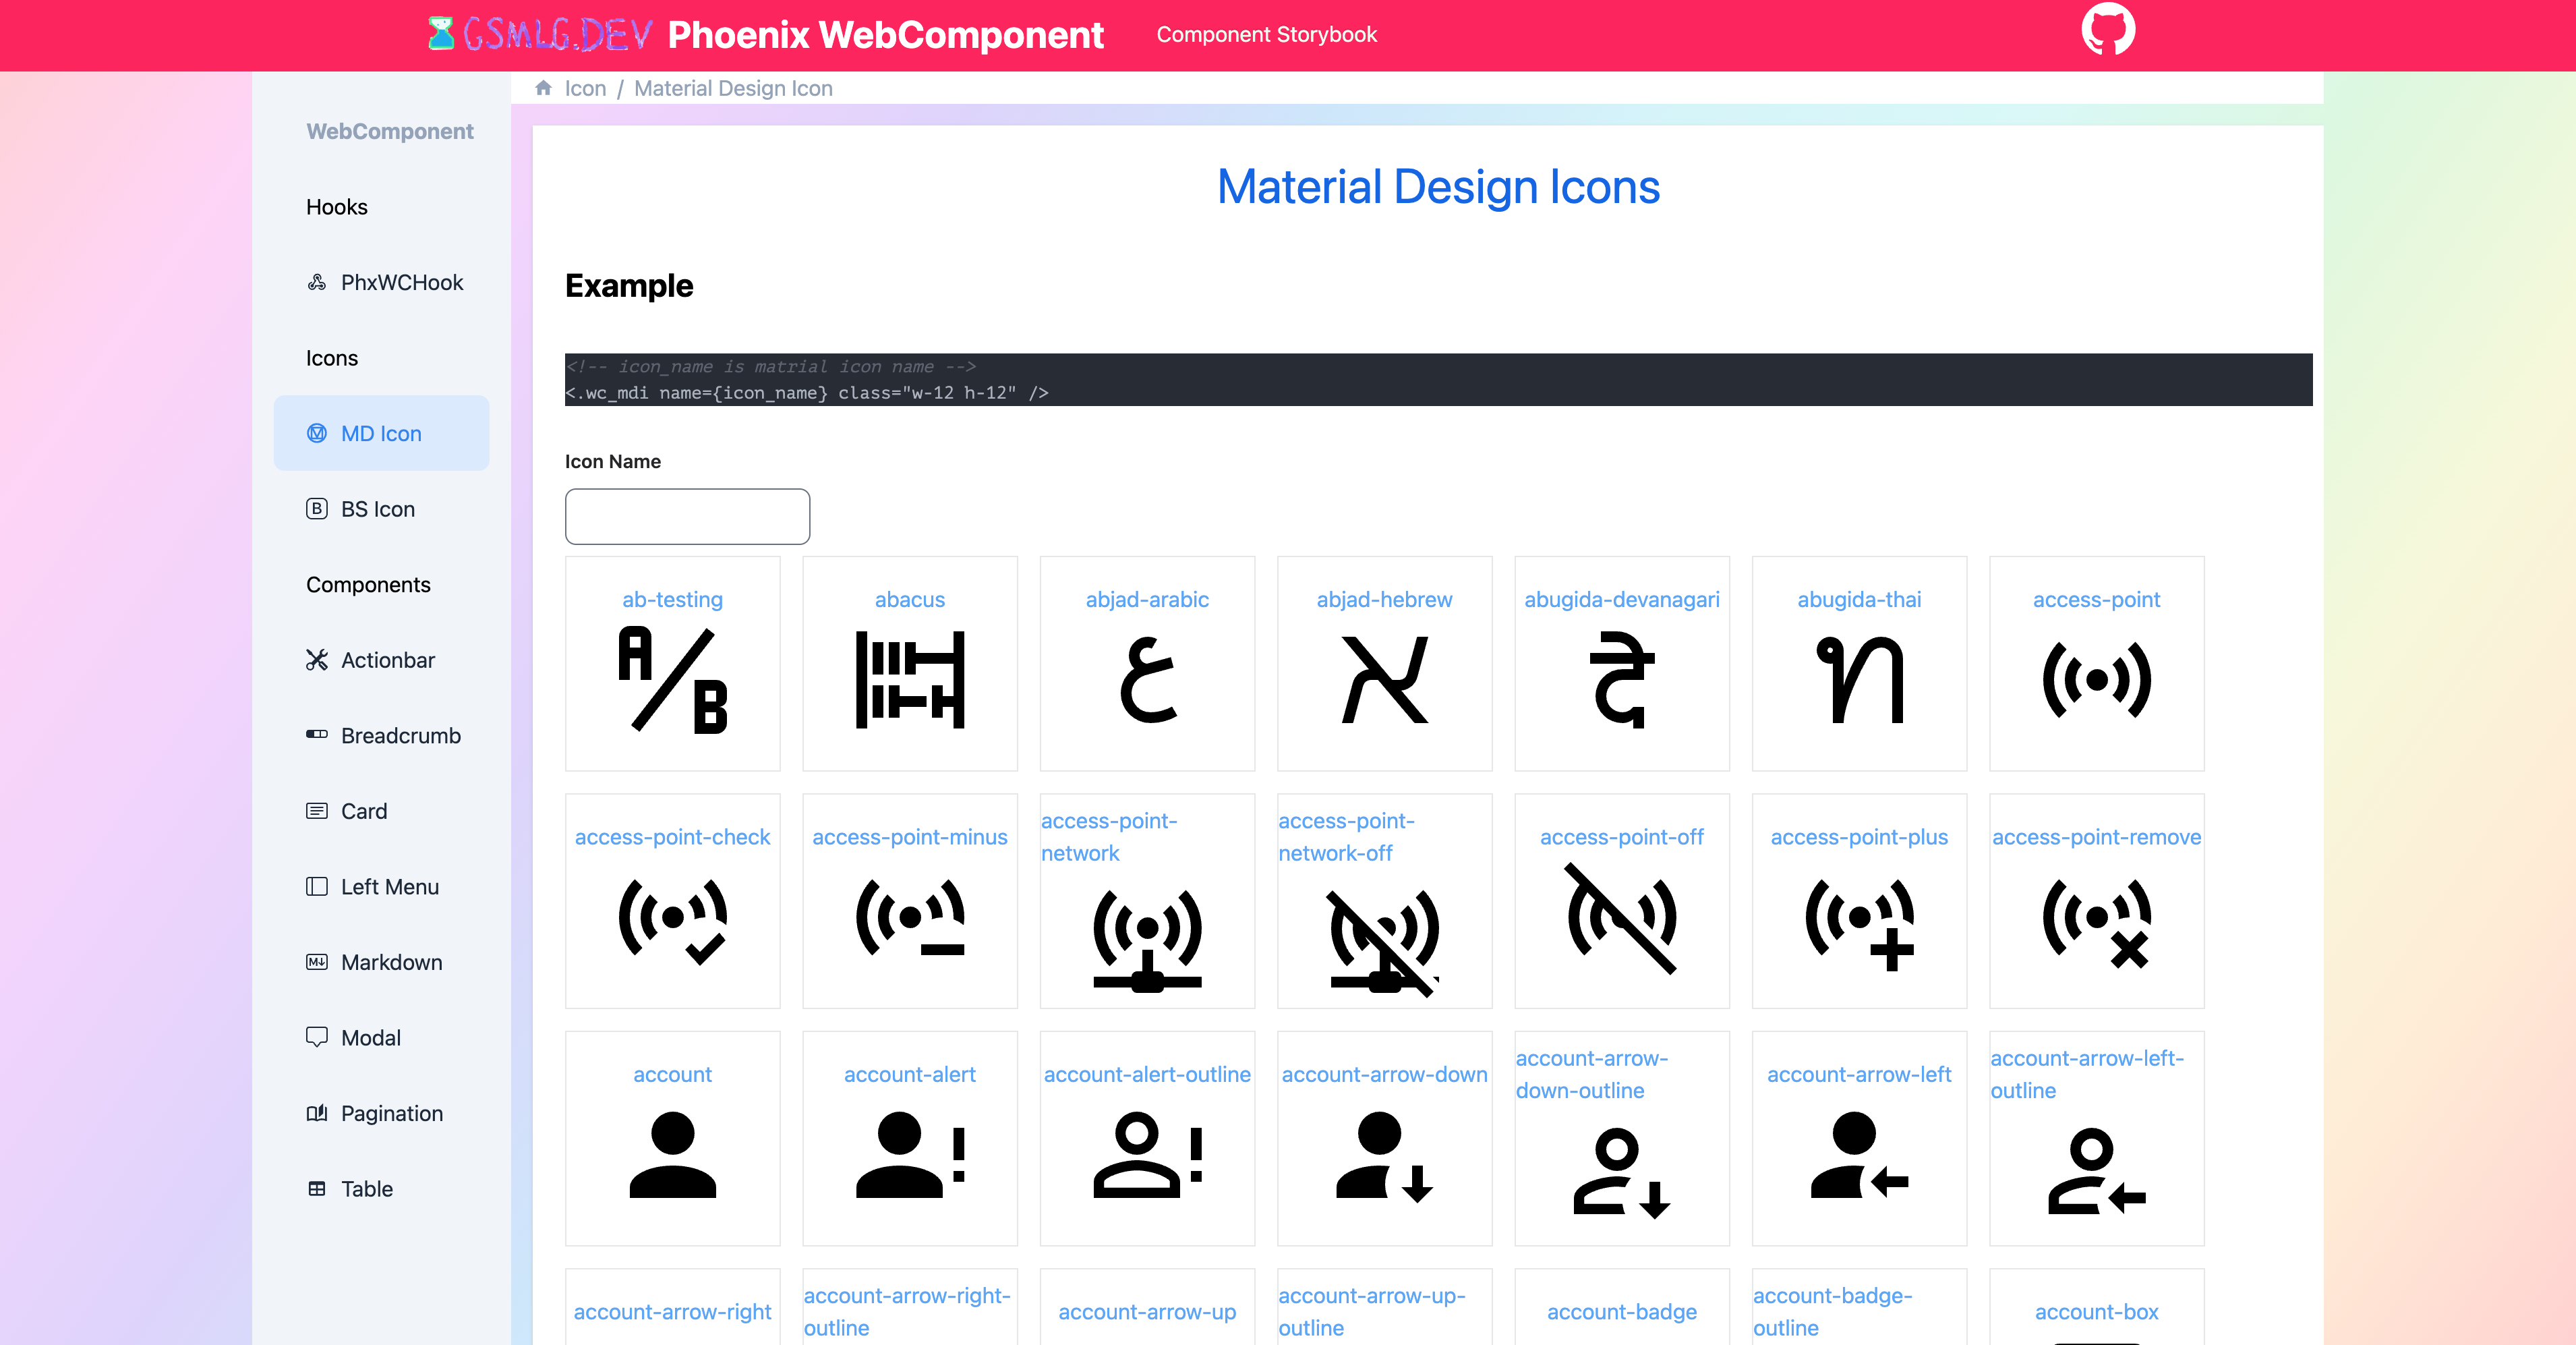 GSMLG.DEV Phoenix WebComponent Component Storybook
Icon / Material Design Icon
WebComponent
Hooks
PhxWCHook
Icons
MD Icon
BS Icon
Components
Actionbar
Breadcrumb
Card
Left Menu
Markdown
Modal
Pagination
Table
Material Design Icons
Example
<!-- icon_name is matrial icon name -->
<.wc_mdi name={icon_name} class="w-12 h-12" />
Icon Name
ab-testing
abacus
abjad-arabic
abjad-hebrew
abugida-devanagari
abugida-thai
access-point
access-point-check
access-point-minus
access-point-
network
access-point-
network-off
access-point-off
access-point-plus
access-point-remove
account
account-alert
account-alert-outline
account-arrow-down
account-arrow-
down-outline
account-arrow-left
account-arrow-left-
outline
account-arrow-right
account-arrow-right-
outline
account-arrow-up
account-arrow-up-
outline
account-badge
account-badge-
outline
account-box